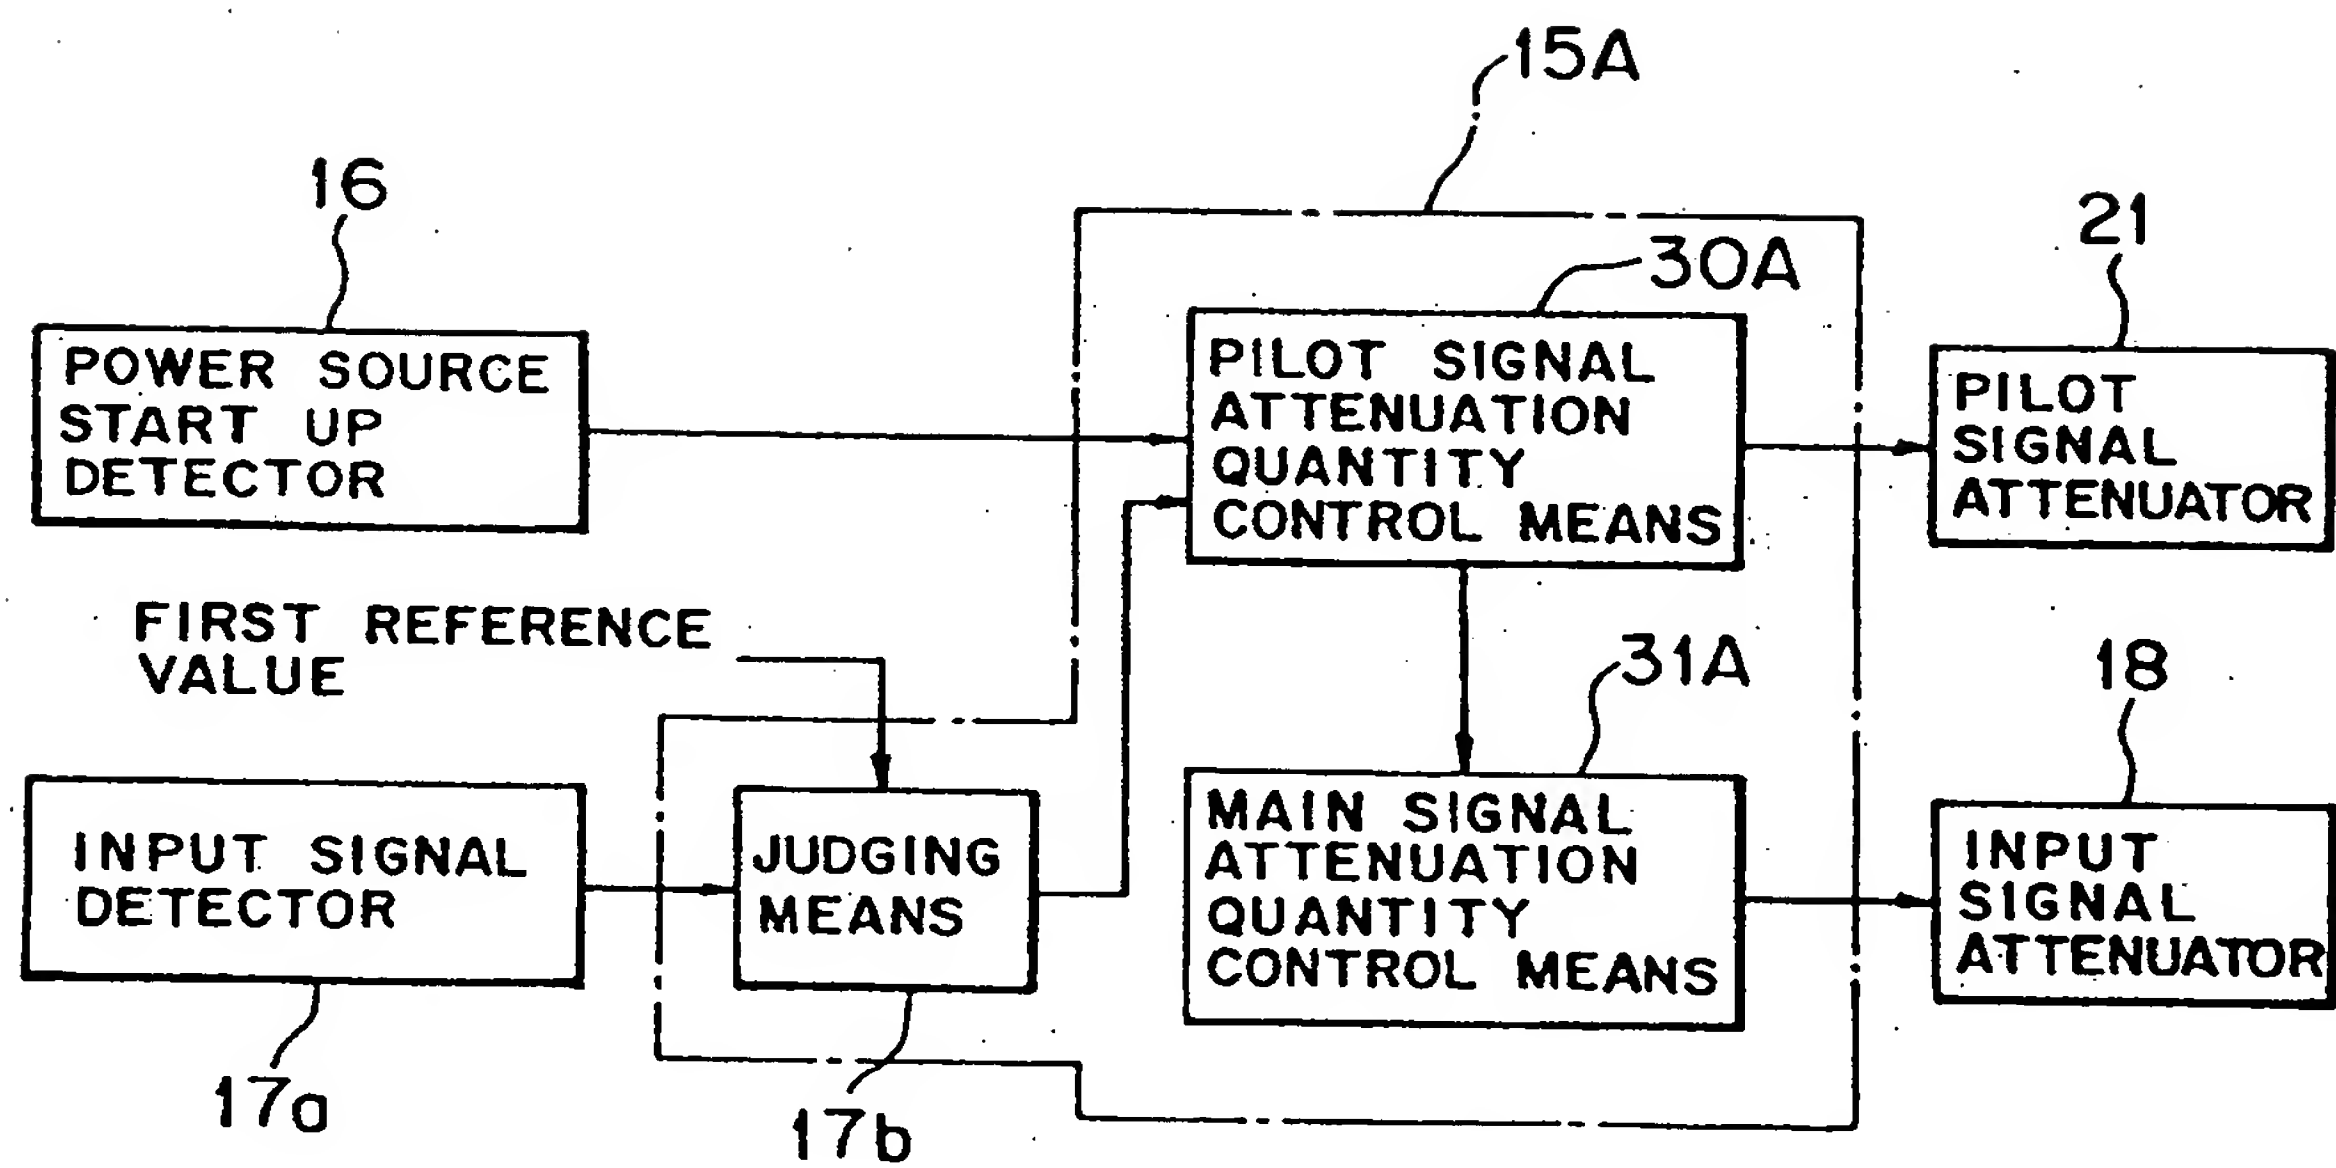 15A
16
21
30A
POWER SOURCE
START UP
DETECTOR
PILOT SIGNAL
ATTENUATION
QUANTITY
CONTROL MEANS
PILOT
SIGNAL
ATTENUATOR
FIRST REFERENCE
VALUE
31A
18
INPUT SIGNAL
DETECTOR
JUDGING
MEANS
MAIN SIGNAL
ATTENUATION
QUANTITY
CONTROL MEANS
INPUT
SIGNAL
ATTENUATOR
17a
17b